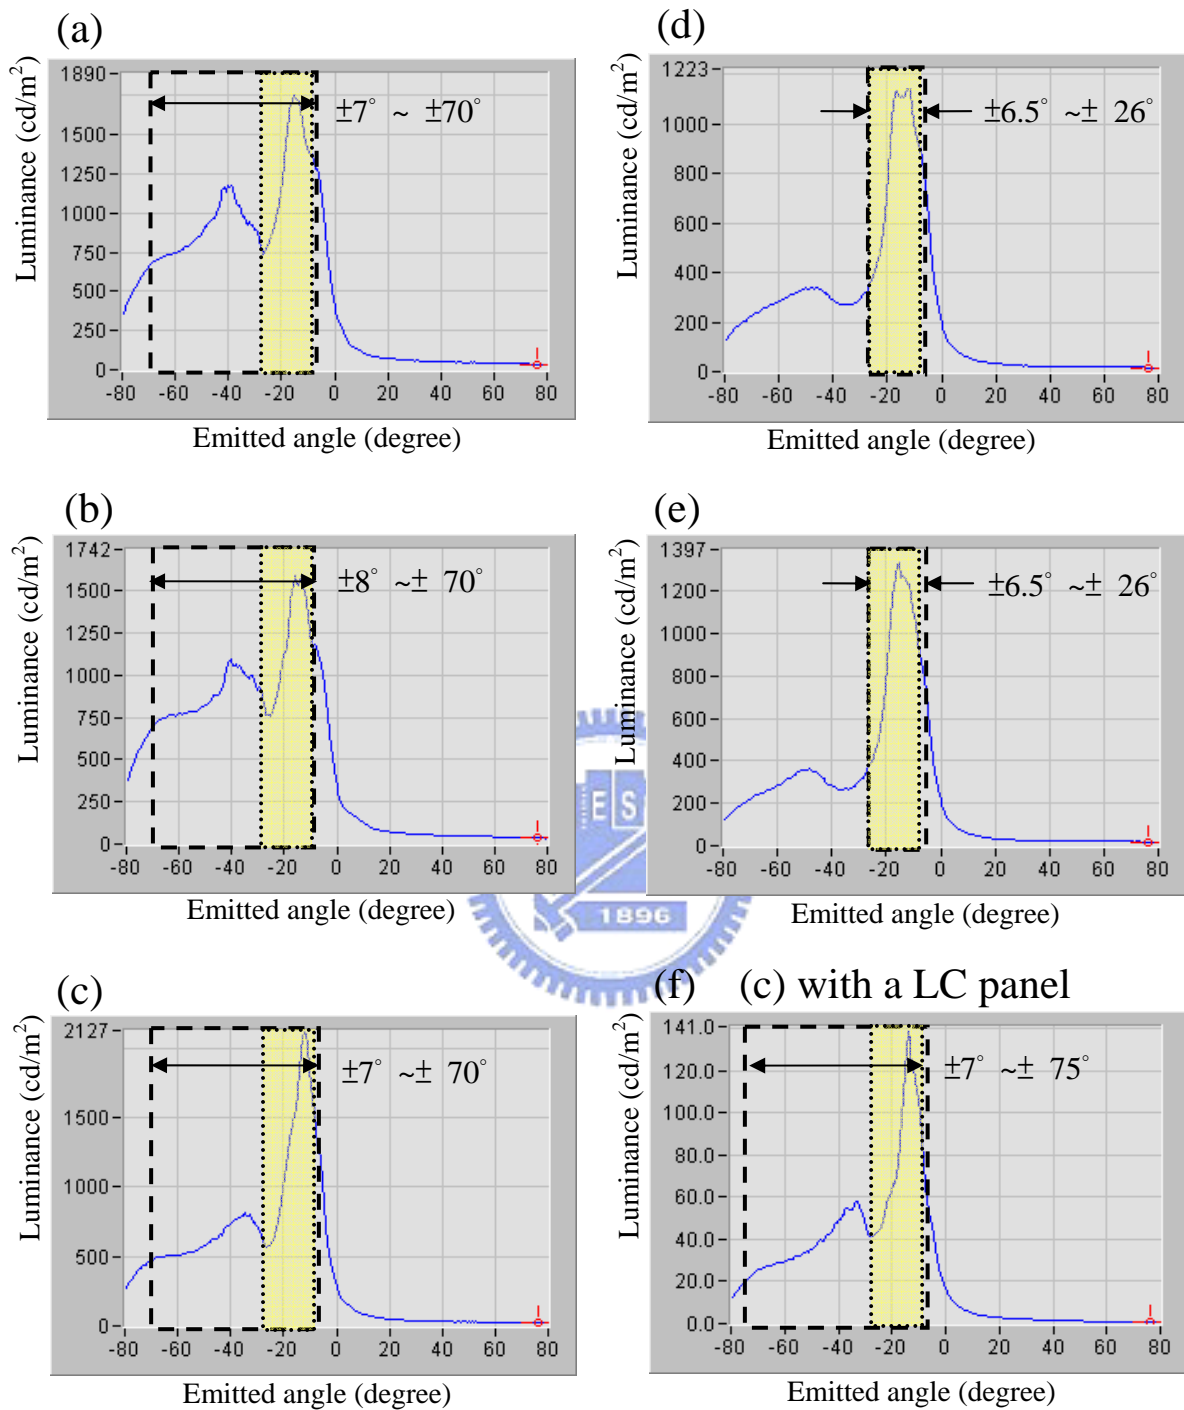 (a)
Luminance (cd/m²)
1890
1500
1250
1000
750
500
250
0
±7° ~ ±70°
-80 -60 -40 -20 0 20 40 60 80
Emitted angle (degree)
(d)
Luminance (cd/m²)
1223
1000
800
600
400
200
0
±6.5° ~± 26°
-80 -60 -40 -20 0 20 40 60 80
Emitted angle (degree)
(b)
Luminance (cd/m²)
1742
1500
1250
1000
750
500
250
0
±8° ~± 70°
-80 -60 -40 -20 0 20 40 60 80
Emitted angle (degree)
(e)
Luminance (cd/m²)
1397
1200
1000
800
600
400
200
0
±6.5° ~± 26°
-80 -60 -40 -20 0 20 40 60 80
Emitted angle (degree)
ES
1896
(c)
Luminance (cd/m²)
2127
1500
1000
500
0
±7° ~± 70°
-80 -60 -40 -20 0 20 40 60 80
Emitted angle (degree)
(f) (c) with a LC panel
Luminance (cd/m²)
141.0
120.0
100.0
80.0
60.0
40.0
20.0
0.0
±7° ~± 75°
-80 -60 -40 -20 0 20 40 60 80
Emitted angle (degree)